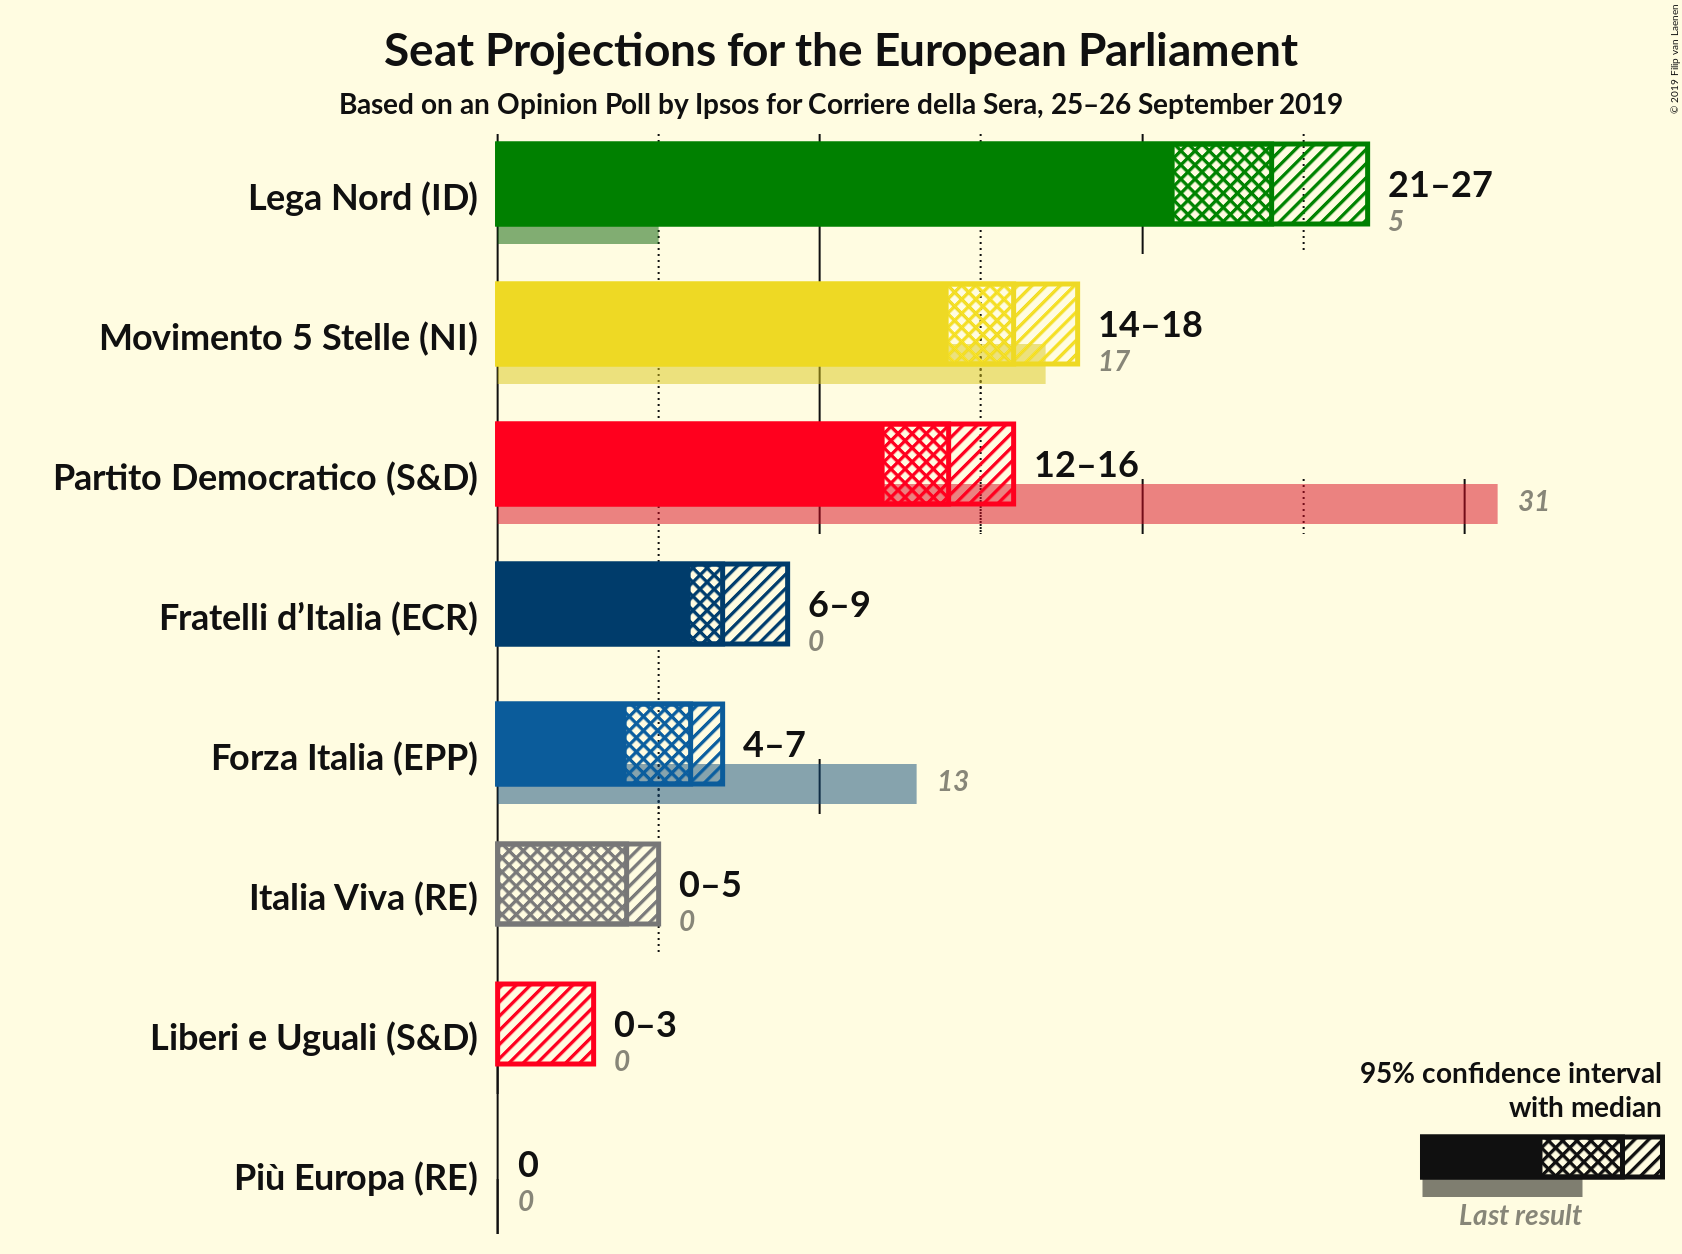 Seat Projections for the European Parliament
Based on an Opinion Poll by Ipsos for Corriere della Sera, 25–26 September 2019
© 2019 Filip van Laenen
Lega Nord (ID)
21–27
5
Movimento 5 Stelle (NI)
14–18
17
Partito Democratico (S&D)
12–16
31
Fratelli d’Italia (ECR)
6–9
0
Forza Italia (EPP)
4–7
13
Italia Viva (RE)
0–5
0
Liberi e Uguali (S&D)
0–3
0
Più Europa (RE)
0
0
95% confidence interval
with median
Last result